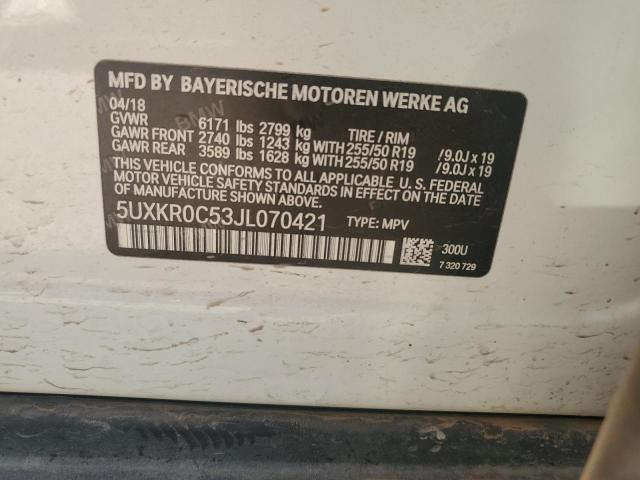 MFD BY BAYERISCHE MOTOREN WERKE AG
04/18
GVWR 6171 lbs 2799 kg TIRE / RIM
GAWR FRONT 2740 lbs 1243 kg WITH 255/50 R19 /9.0J x 19
GAWR REAR 3589 lbs 1628 kg WITH 255/50 R19 /9.0J x 19
THIS VEHICLE CONFORMS TO ALL APPLICABLE U.S. FEDERAL
MOTOR VEHICLE SAFETY STANDARDS IN EFFECT ON THE DATE
OF MANUFACTURE SHOWN ABOVE.
5UXKR0C53JL070421 TYPE: MPV
300U
7 320 729